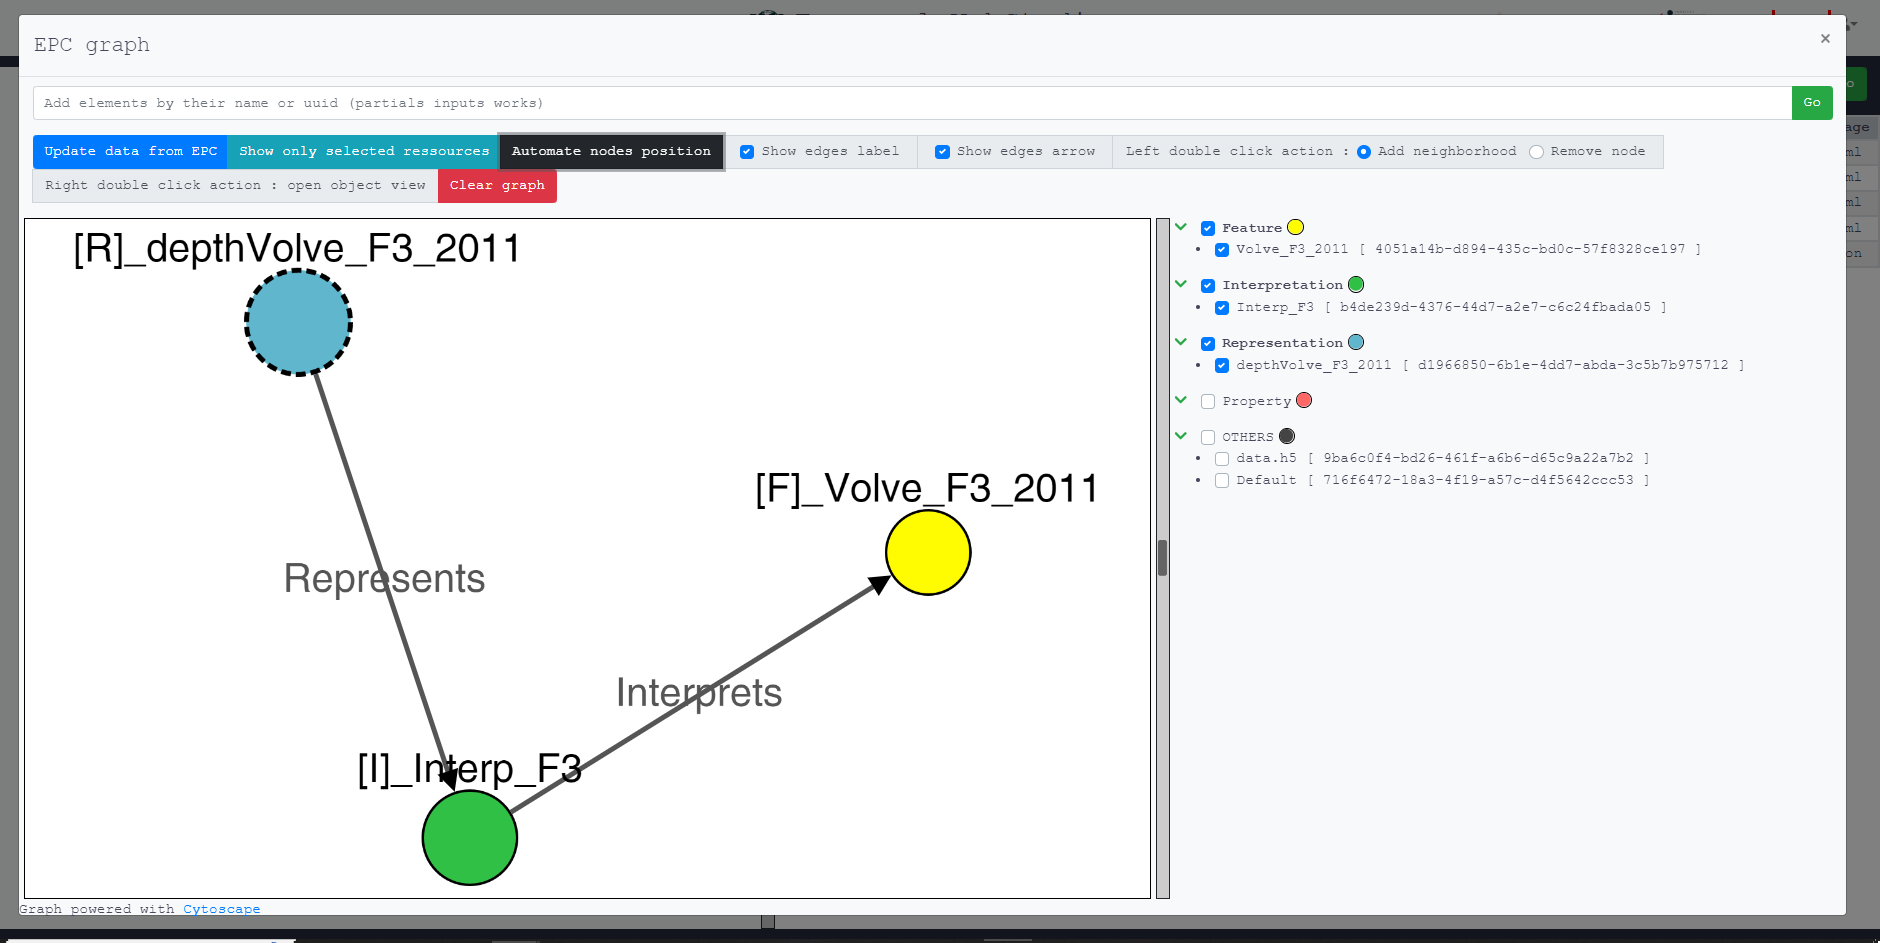 EPC graph
×
Add elements by their name or uuid (partials inputs works)
Go
Update data from EPC
Show only selected ressources
Automate nodes position
Show edges label
Show edges arrow
Left double click action :
Add neighborhood
Remove node
Right double click action : open object view
Clear graph
[R]_depthVolve_F3_2011
[F]_Volve_F3_2011
Represents
Interprets
[I]_Interp_F3
Feature
Volve_F3_2011 [ 4051a14b-d894-435c-bd0c-57f8328ce197 ]
Interpretation
Interp_F3 [ b4de239d-4376-44d7-a2e7-c6c24fbada05 ]
Representation
depthVolve_F3_2011 [ d1966850-6b1e-4dd7-abda-3c5b7b975712 ]
Property
OTHERS
data.h5 [ 9ba6c0f4-bd26-461f-a6b6-d65c9a22a7b2 ]
Default [ 716f6472-18a3-4f19-a57c-d4f5642ccc53 ]
Graph powered with Cytoscape